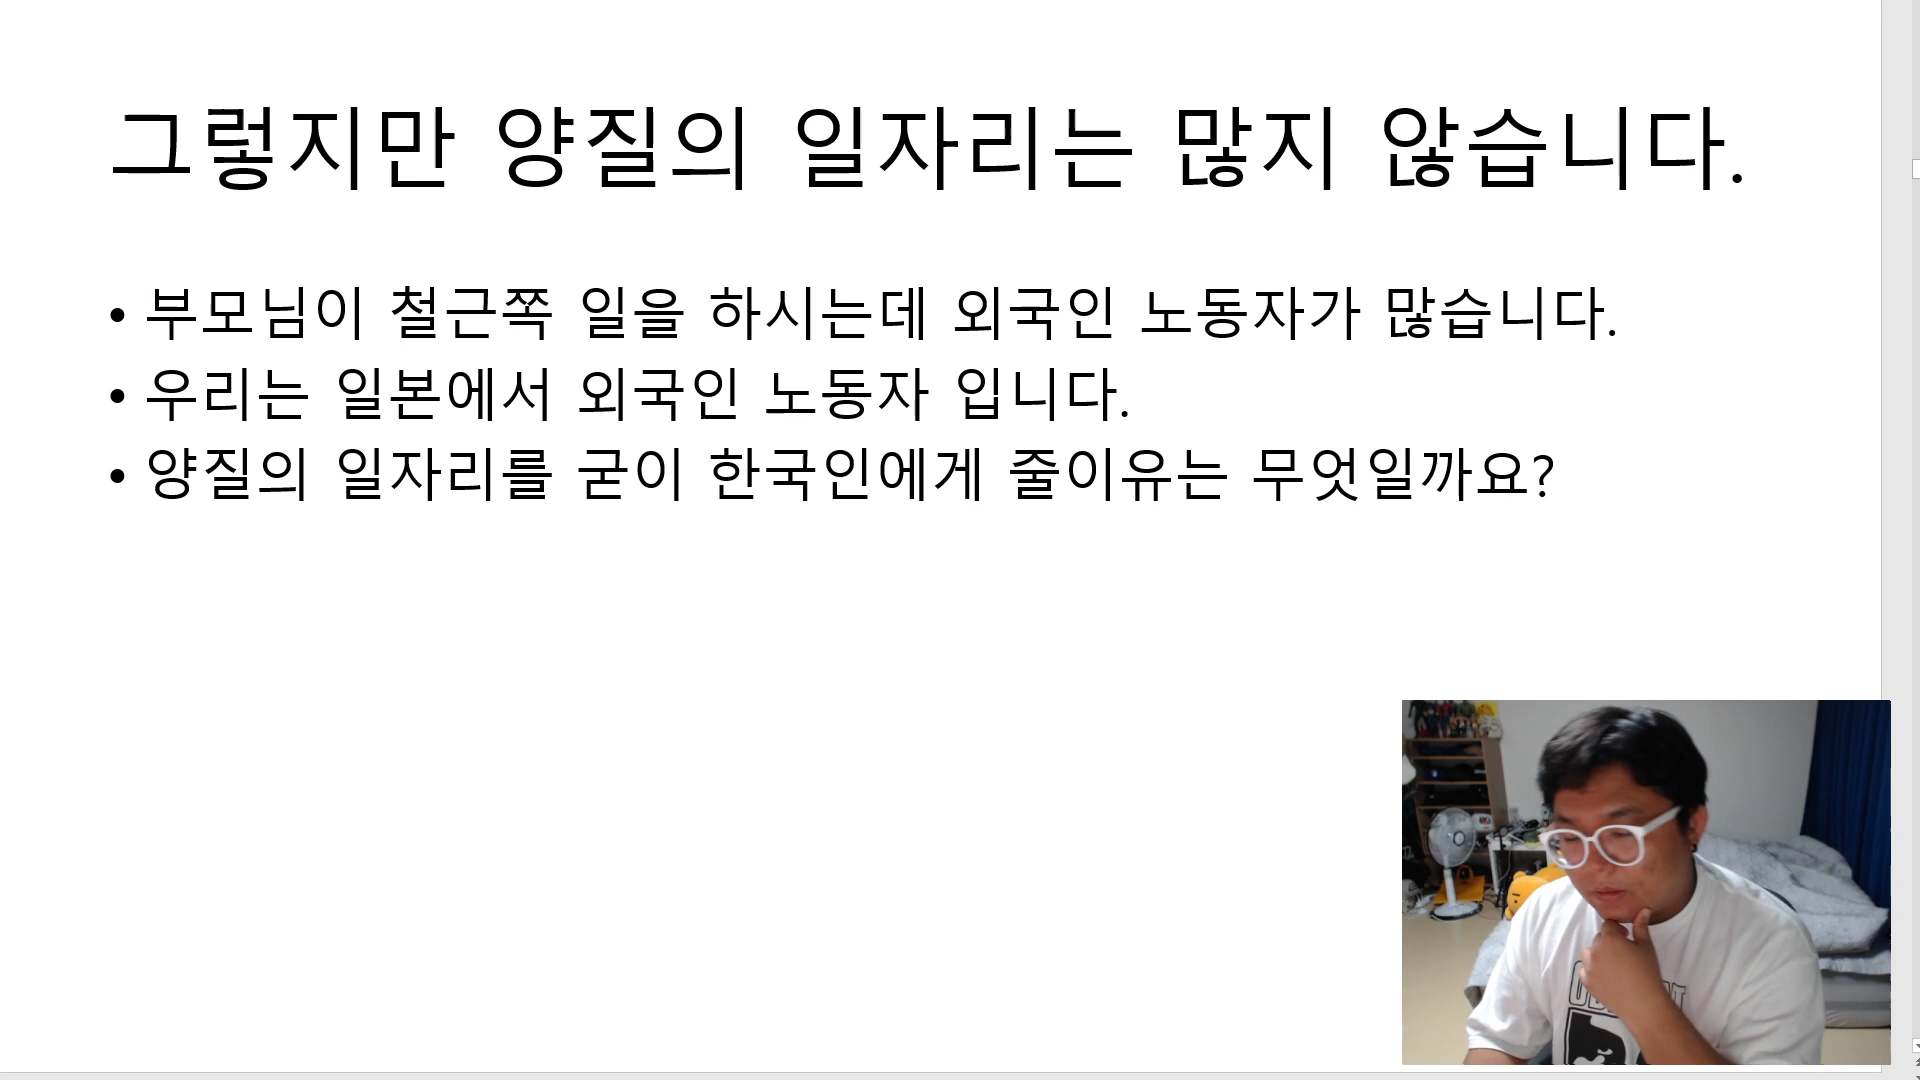 그렇지만 양질의 일자리는 많지 않습니다.
• 부모님이 철근쪽 일을 하시는데 외국인 노동자가 많습니다.
• 우리는 일본에서 외국인 노동자 입니다.
• 양질의 일자리를 굳이 한국인에게 줄이유는 무엇일까요?